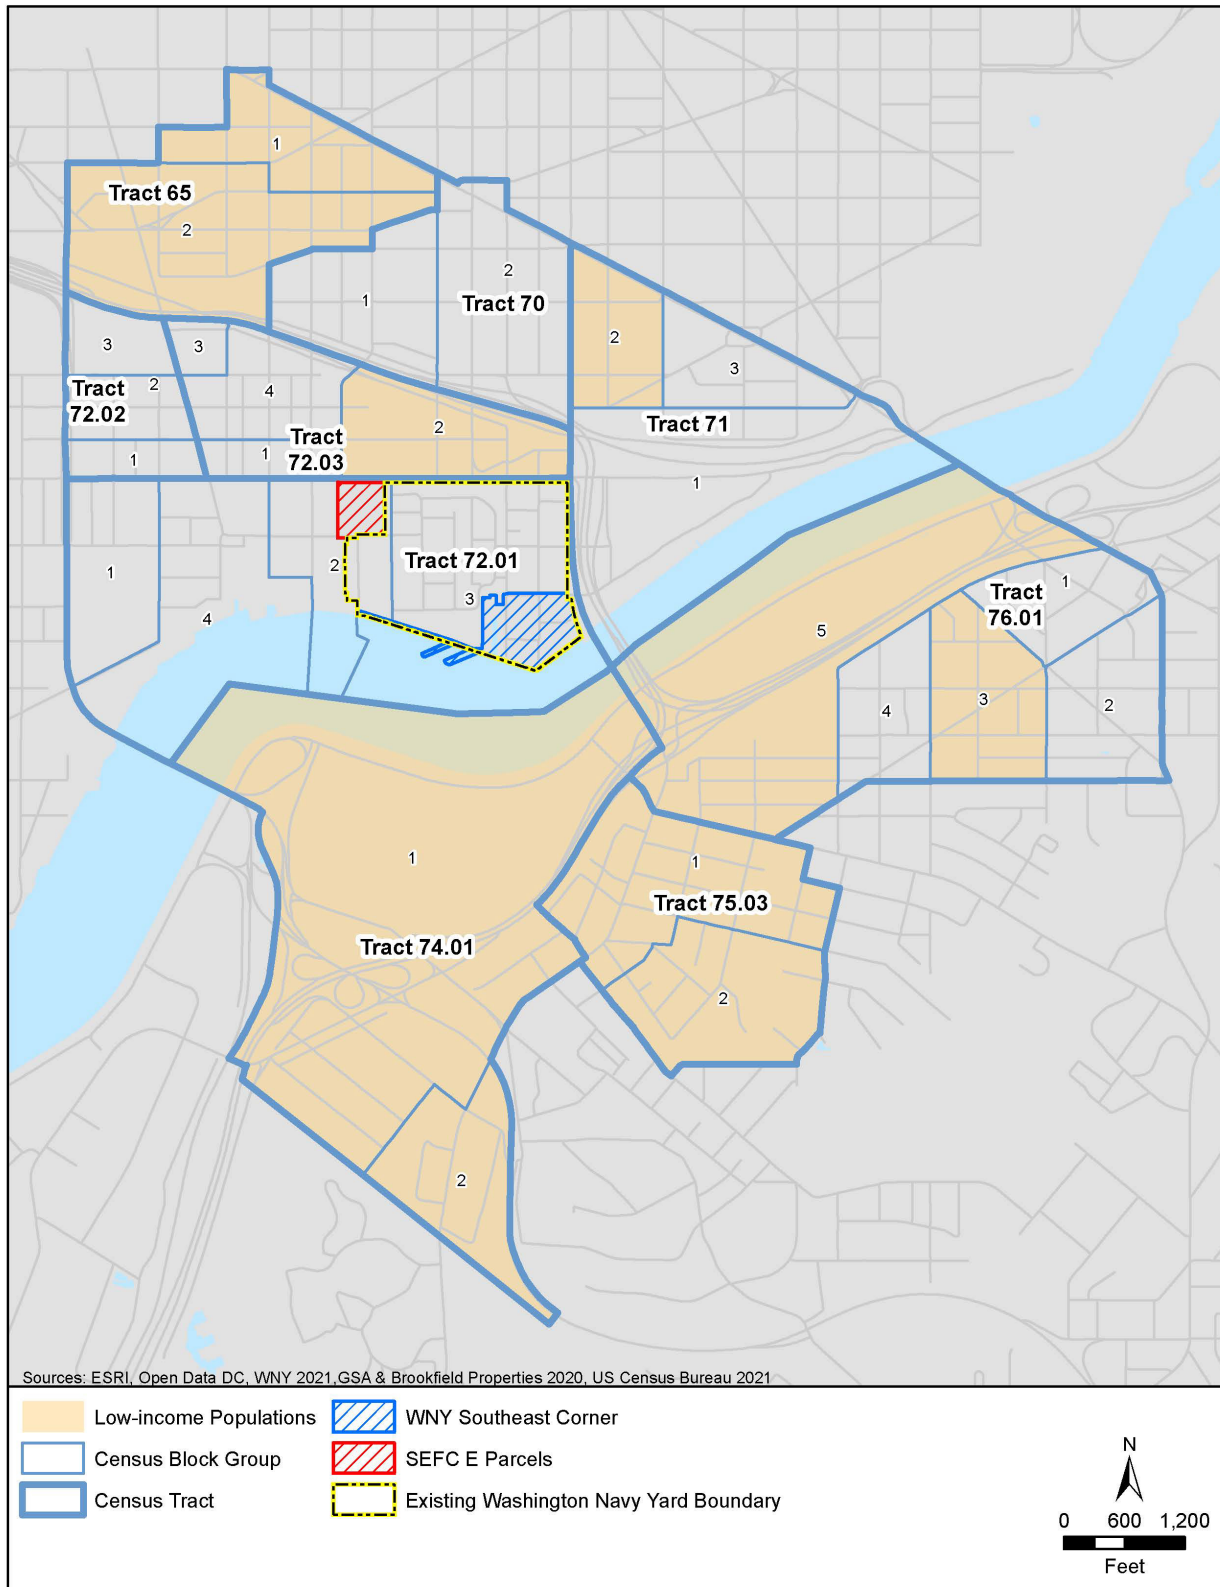 1
Tract 65
2
2
1
Tract 70
2
3
3
3
Tract
72.02
2
4
2
Tract 71
1
1
Tract
72.03
1
1
2
Tract 72.01
3
4
1
Tract
76.01
5
4
3
2
1
1
Tract 75.03
Tract 74.01
2
2
Sources: ESRI, Open Data DC, WNY 2021,GSA & Brookfield Properties 2020, US Census Bureau 2021
Low-income Populations
WNY Southeast Corner
Census Block Group
SEFC E Parcels
Census Tract
Existing Washington Navy Yard Boundary
N
0 600 1,200
Feet